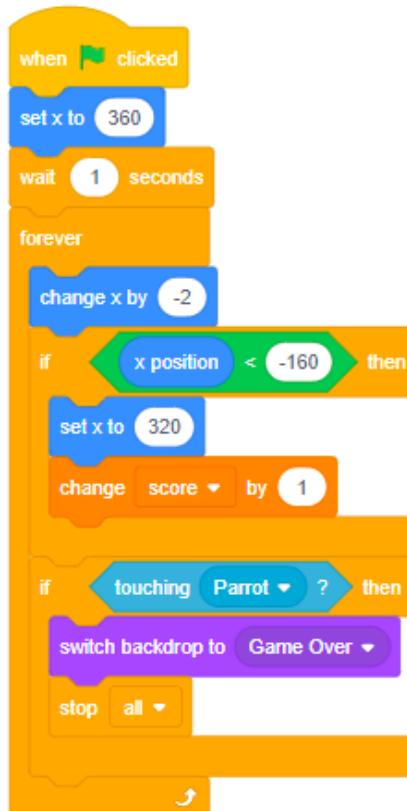 when clicked
set x to 360
wait 1 seconds
forever
change x by -2
if x position < -160 then
set x to 320
change score by 1
if touching Parrot ? then
switch backdrop to Game Over
stop all